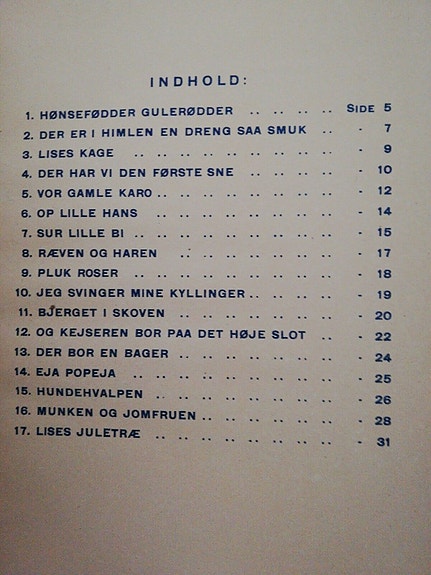 INDHOLD:
1. HØNSEFØDDER GULERØDDER .. .. .. .. SIDE 5
2. DER ER I HIMLEN EN DRENG SAA SMUK .. - 7
3. LISES KAGE .. .. .. .. .. .. .. .. .. - 9
4. DER HAR VI DEN FØRSTE SNE .. .. .. .. - 10
5. VOR GAMLE KARO .. .. .. .. .. .. .. .. - 12
6. OP LILLE HANS .. .. .. .. .. .. .. .. - 14
7. SUR LILLE BI .. .. .. .. .. .. .. .. .. - 15
8. RÆVEN OG HAREN .. .. .. .. .. .. .. - 17
9. PLUK ROSER .. .. .. .. .. .. .. .. .. - 18
10. JEG SVINGER MINE KYLLINGER .. .. .. .. - 19
11. BJERGET I SKOVEN .. .. .. .. .. .. .. - 20
12. OG KEJSEREN BOR PAA DET HØJE SLOT .. .. - 22
13. DER BOR EN BAGER .. .. .. .. .. .. .. - 24
14. EJA POPEJA .. .. .. .. .. .. .. .. .. - 25
15. HUNDEHVALPEN .. .. .. .. .. .. .. .. - 26
16. MUNKEN OG JOMFRUEN .. .. .. .. .. .. - 28
17. LISES JULETRÆ .. .. .. .. .. .. .. .. - 31